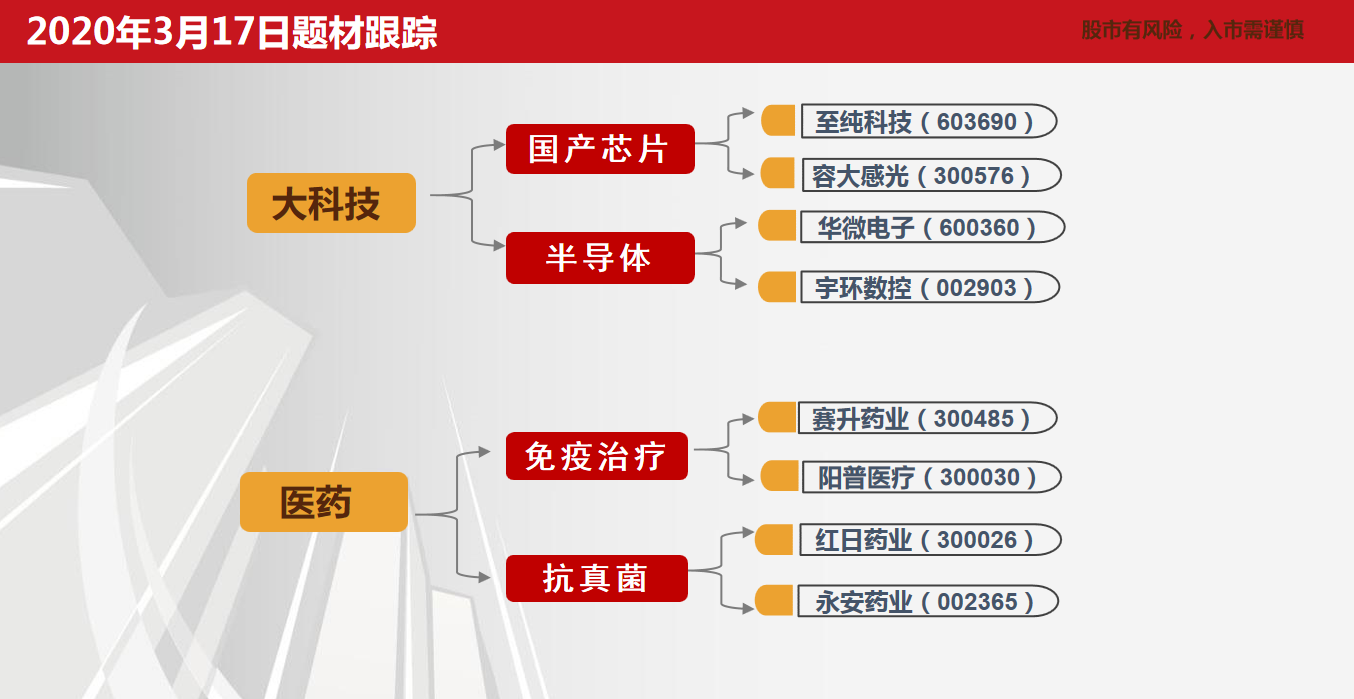 2020年3月17日题材跟踪
股市有风险，入市需谨慎
大科技
国产芯片
至纯科技（603690）
容大感光（300576）
半导体
华微电子（600360）
宇环数控（002903）
医药
免疫治疗
赛升药业（300485）
阳普医疗（300030）
抗真菌
红日药业（300026）
永安药业（002365）